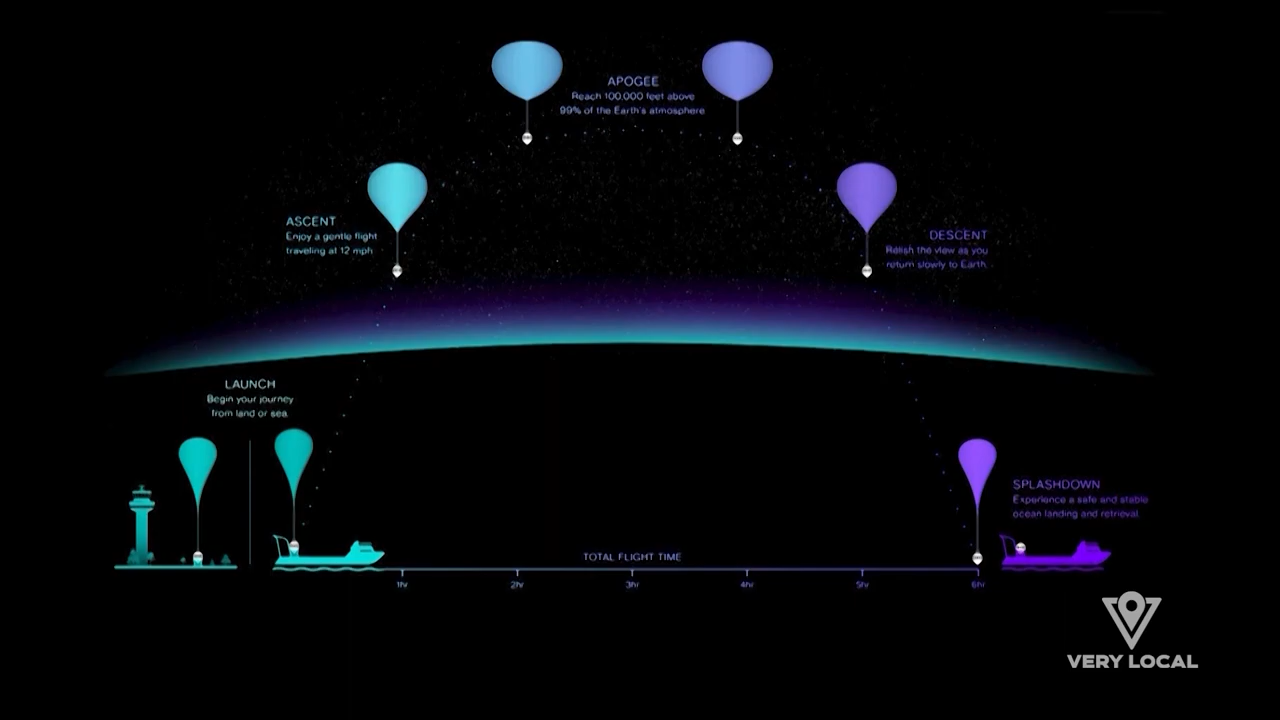 APOGEE
Reach 100,000 feet above
99% of the Earth's atmosphere
ASCENT
Enjoy a gentle flight
traveling at 12 mph
DESCENT
Relish the view as you
return slowly to Earth.
LAUNCH
Begin your journey
from land or sea.
SPLASHDOWN
Experience a safe and stable
ocean landing and retrieval.
TOTAL FLIGHT TIME
1hr 2hr 3hr 4hr 5hr 6hr
VERY LOCAL